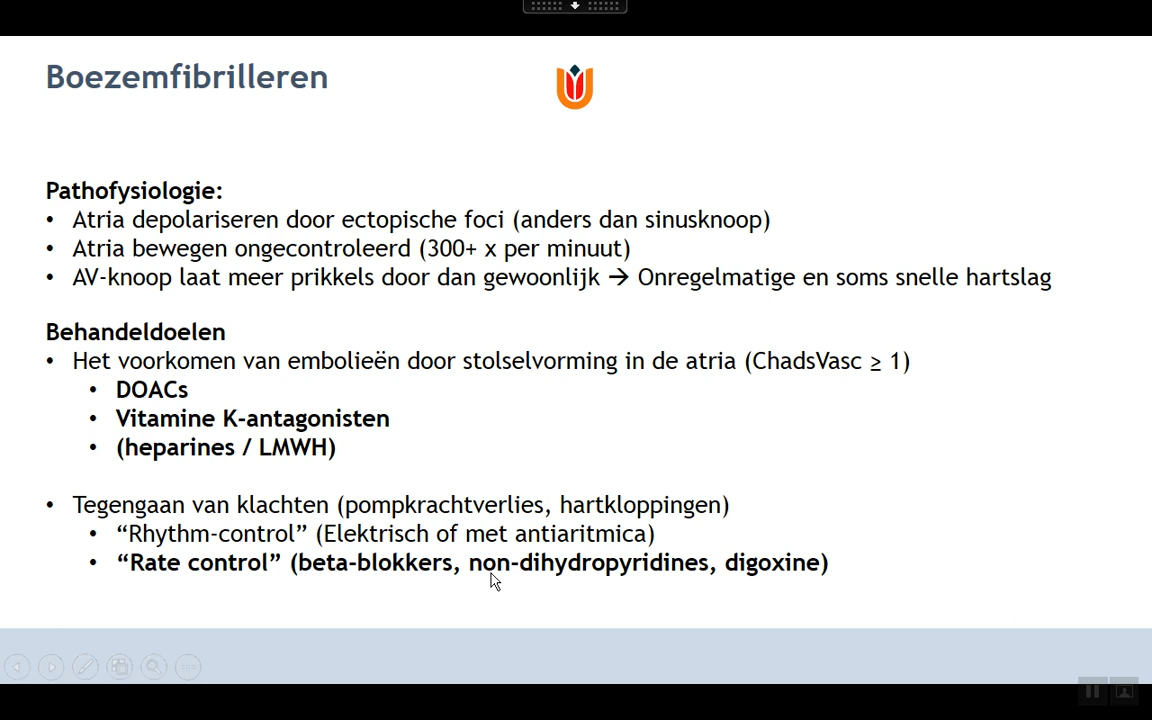 Boezemfibrilleren
Pathofysiologie:
• Atria depolariseren door ectopische foci (anders dan sinusknoop)
• Atria bewegen ongecontroleerd (300+ x per minuut)
• AV-knoop laat meer prikkels door dan gewoonlijk → Onregelmatige en soms snelle hartslag
Behandeldoelen
• Het voorkomen van embolieën door stolselvorming in de atria (ChadsVasc ≥ 1)
• DOACs
• Vitamine K-antagonisten
• (heparines / LMWH)
• Tegengaan van klachten (pompkrachtverlies, hartkloppingen)
• “Rhythm-control” (Elektrisch of met antiaritmica)
• “Rate control” (beta-blokkers, non-dihydropyridines, digoxine)